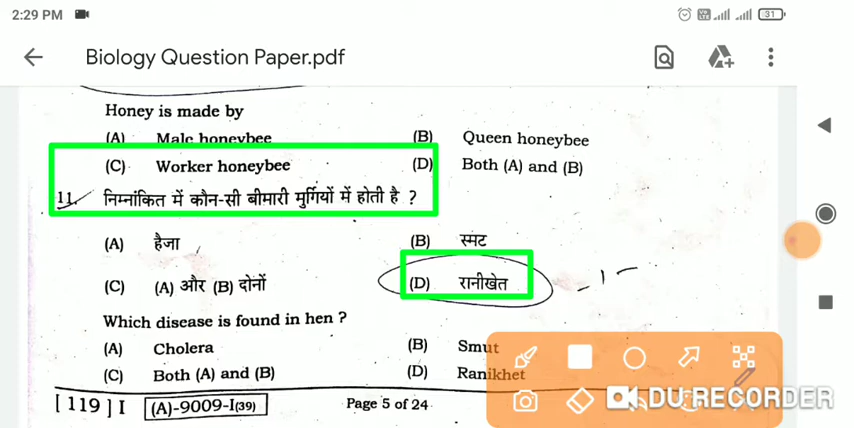 2:29 PM 31
Biology Question Paper.pdf
Honey is made by
(A) Male honeybee (B) Queen honeybee
(C) Worker honeybee (D) Both (A) and (B)
11. निम्नांकित में कौन-सी बीमारी मुर्गियों में होती है ?
(A) हैजा (B) स्मट
(C) (A) और (B) दोनों (D) रानीखेत
Which disease is found in hen ?
(A) Cholera (B) Smut
(C) Both (A) and (B) (D) Ranikhet
[ 119 ] I (A)-9009-I(39) Page 5 of 24
DU RECORDER